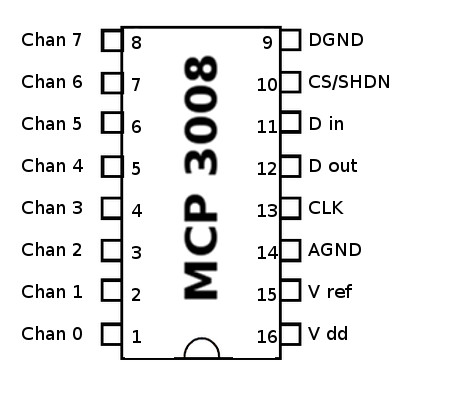 Chan 7 8 9 DGND
Chan 6 7 10 CS/SHDN
Chan 5 6 11 D in
Chan 4 5 12 D out
Chan 3 4 13 CLK
Chan 2 3 14 AGND
Chan 1 2 15 V ref
Chan 0 1 16 V dd
MCP 3008